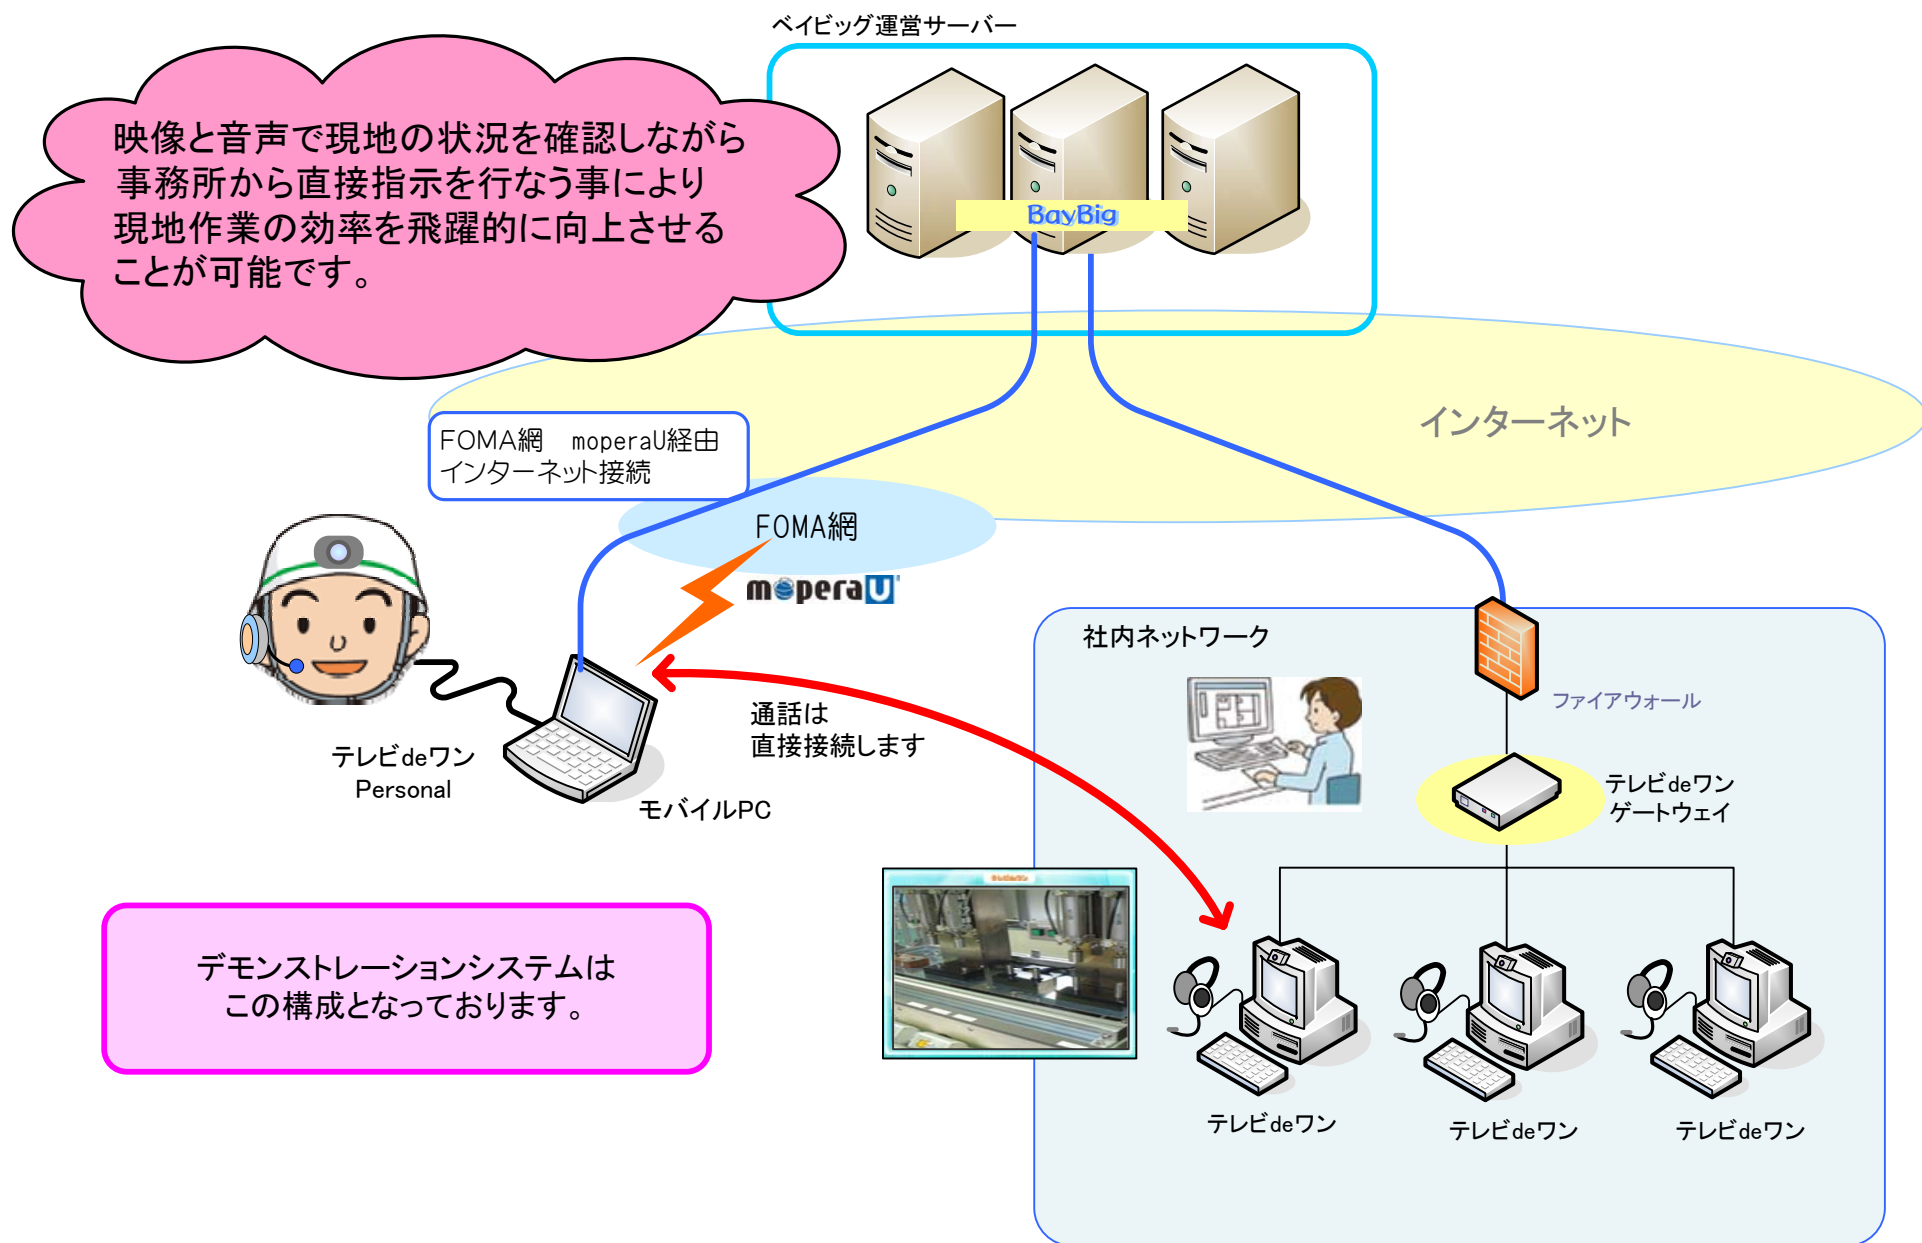 ベイビッグ運営サーバー
映像と音声で現地の状況を確認しながら
事務所から直接指示を行なう事により
現地作業の効率を飛躍的に向上させる
ことが可能です。
BayBig
インターネット
FOMA網　moperaU経由
インターネット接続
FOMA網
moperaU
社内ネットワーク
ファイアウォール
通話は
直接接続します
テレビdeワン
Personal
モバイルPC
テレビdeワン
ゲートウェイ
テレビdeワン
デモンストレーションシステムは
この構成となっております。
テレビdeワン
テレビdeワン
テレビdeワン